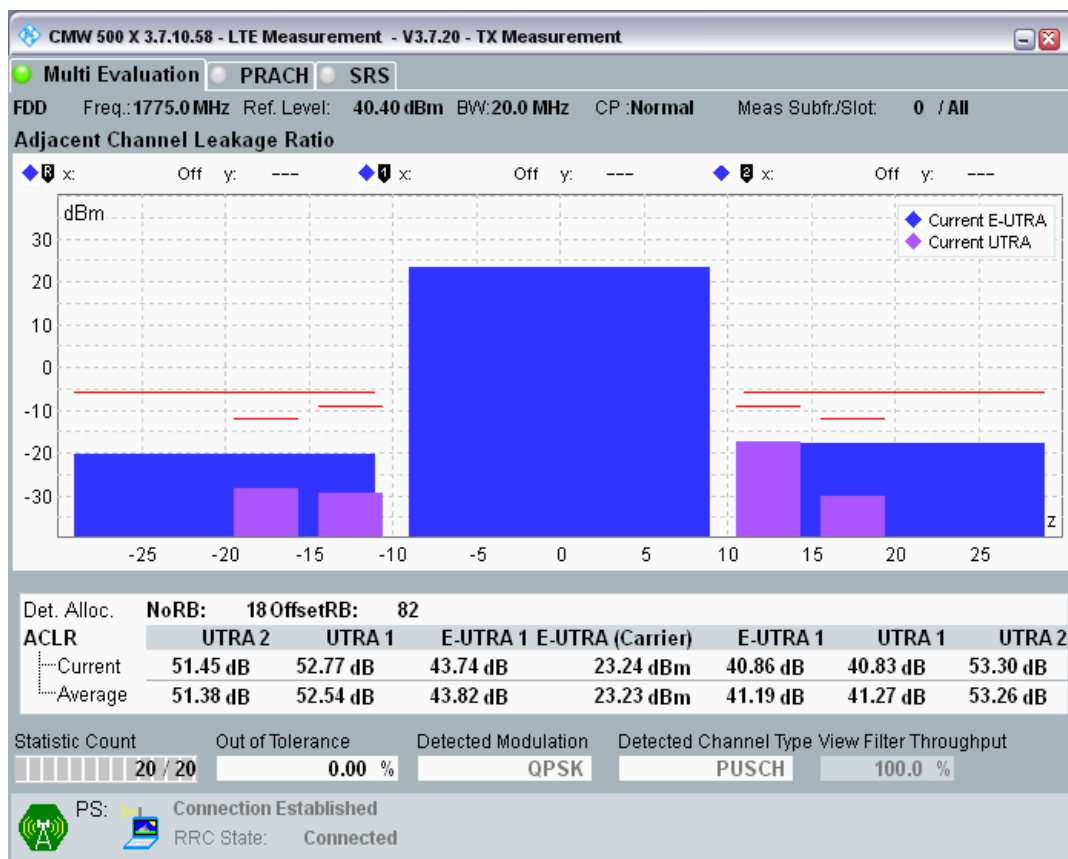 CMW 500 X 3.7.10.58 - LTE Measurement - V3.7.20 - TX Measurement
Multi Evaluation PRACH SRS
FDD Freq.: 1775.0 MHz Ref. Level: 40.40 dBm BW: 20.0 MHz CP : Normal Meas Subfr./Slot: 0 / All
Adjacent Channel Leakage Ratio
R x: Off y: --- 1 x: Off y: --- 2 x: Off y: ---
dBm
Current E-UTRA
Current UTRA
30
20
10
0
-10
-20
-30
z
-25 -20 -15 -10 -5 0 5 10 15 20 25
Det. Alloc. NoRB: 18 OffsetRB: 82
ACLR UTRA 2 UTRA 1 E-UTRA 1 E-UTRA (Carrier) E-UTRA 1 UTRA 1 UTRA 2
Current 51.45 dB 52.77 dB 43.74 dB 23.24 dBm 40.86 dB 40.83 dB 53.30 dB
Average 51.38 dB 52.54 dB 43.82 dB 23.23 dBm 41.19 dB 41.27 dB 53.26 dB
Statistic Count Out of Tolerance Detected Modulation Detected Channel Type View Filter Throughput
20 / 20 0.00 % QPSK PUSCH 100.0 %
PS: Connection Established
RRC State: Connected